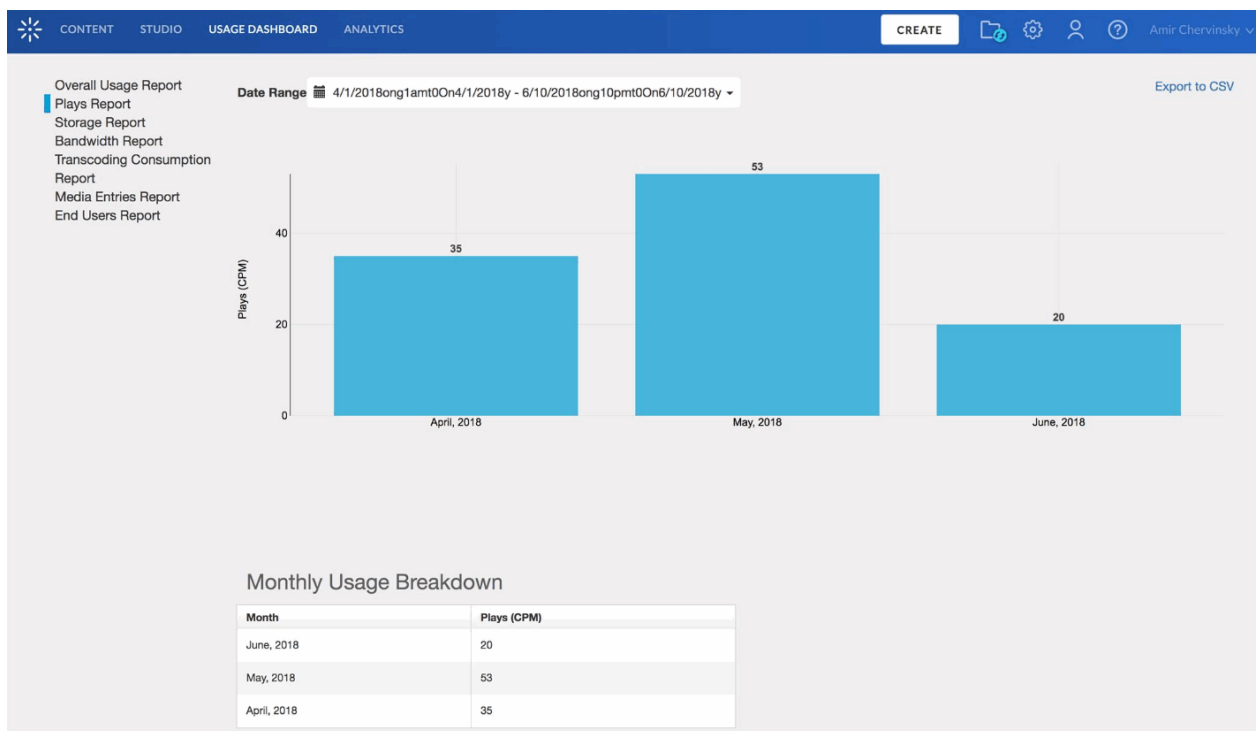 CONTENT STUDIO USAGE DASHBOARD ANALYTICS CREATE Amir Chervinsky
Overall Usage Report
Plays Report
Storage Report
Bandwidth Report
Transcoding Consumption
Report
Media Entries Report
End Users Report
Date Range 4/1/2018ong1amt0On4/1/2018y - 6/10/2018ong10pmt0On6/10/2018y
Export to CSV
Plays (CPM)
40
20
0
35
53
20
April, 2018 May, 2018 June, 2018
Monthly Usage Breakdown
Month Plays (CPM)
June, 2018 20
May, 2018 53
April, 2018 35